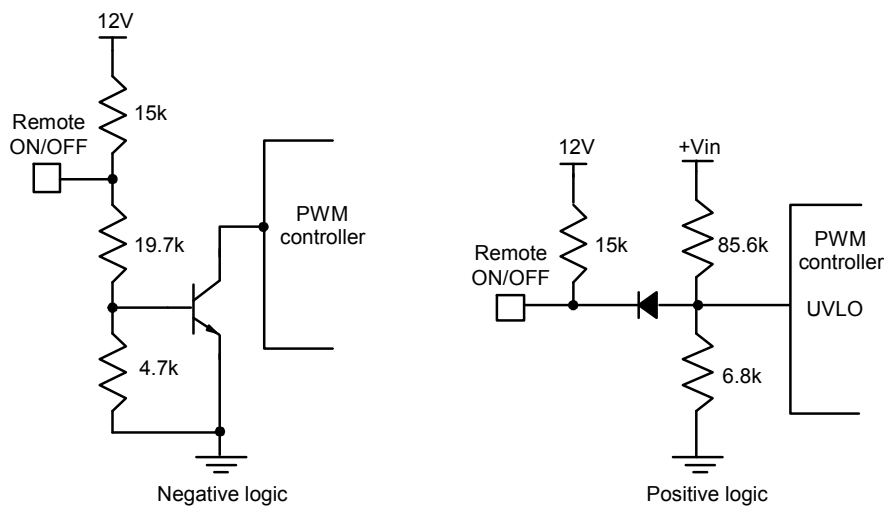 12V
15k
Remote
ON/OFF
19.7k
4.7k
PWM
controller
Negative logic
12V
+Vin
15k
85.6k
Remote
ON/OFF
PWM
controller
UVLO
6.8k
Positive logic